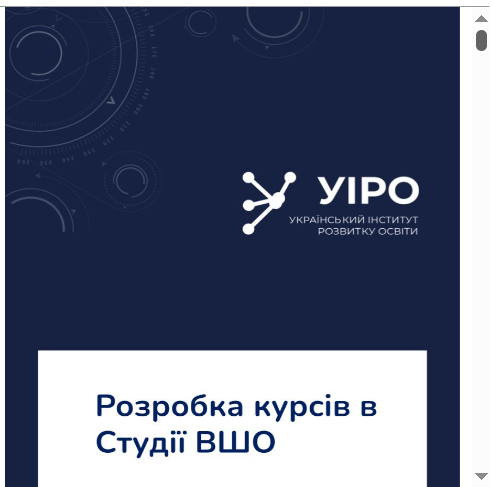 УІРО
УКРАЇНСЬКИЙ ІНСТИТУТ
РОЗВИТКУ ОСВІТИ
Розробка курсів в
Студії ВШО